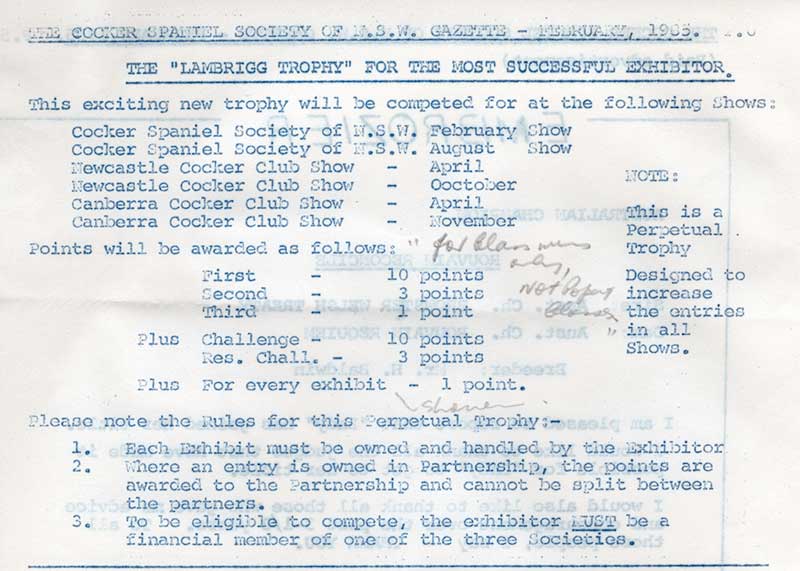 THE COCKER SPANIEL SOCIETY OF N.S.W. GAZETTE - FEBRUARY, 1985.
THE "LAMBRIGG TROPHY" FOR THE MOST SUCCESSFUL EXHIBITOR.
This exciting new trophy will be competed for at the following Shows:
Cocker Spaniel Society of N.S.W. February Show
Cocker Spaniel Society of N.S.W. August Show
Newcastle Cocker Club Show - April
Newcastle Cocker Club Show - Ooctober
Canberra Cocker Club Show - April
Canberra Cocker Club Show - November
NOTE:
This is a
Perpetual
Trophy
Designed to
increase
the entries
in all
Shows.
Points will be awarded as follows: " for Class wins
only,
Not Puppy
Classes "
First - 10 points
Second - 3 points
Third - 1 point
Plus Challenge - 10 points
Res. Chall. - 3 points
Plus For every exhibit - 1 point.
shown
Please note the Rules for this Perpetual Trophy:-
1. Each Exhibit must be owned and handled by the Exhibitor
2. Where an entry is owned in Partnership, the points are
awarded to the Partnership and cannot be split between
the partners.
3. To be eligible to compete, the exhibitor MUST be a
financial member of one of the three Societies.